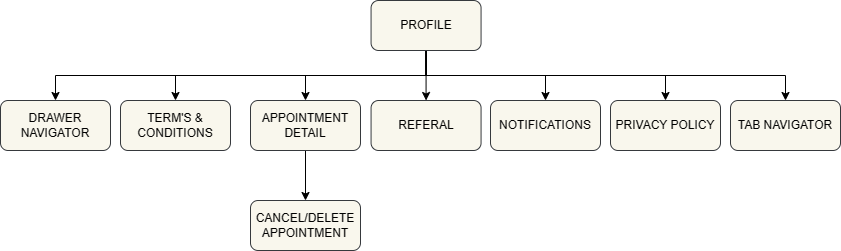 PROFILE
DRAWER
NAVIGATOR
TERM'S &
CONDITIONS
APPOINTMENT
DETAIL
REFERAL
NOTIFICATIONS
PRIVACY POLICY
TAB NAVIGATOR
CANCEL/DELETE
APPOINTMENT